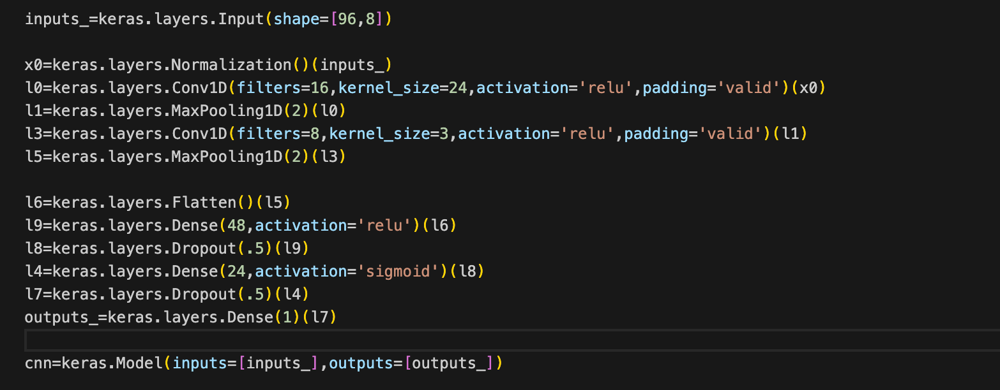 inputs_=keras.layers.Input(shape=[96,8])
x0=keras.layers.Normalization()(inputs_)
l0=keras.layers.Conv1D(filters=16,kernel_size=24,activation='relu',padding='valid')(x0)
l1=keras.layers.MaxPooling1D(2)(l0)
l3=keras.layers.Conv1D(filters=8,kernel_size=3,activation='relu',padding='valid')(l1)
l5=keras.layers.MaxPooling1D(2)(l3)
l6=keras.layers.Flatten()(l5)
l9=keras.layers.Dense(48,activation='relu')(l6)
l8=keras.layers.Dropout(.5)(l9)
l4=keras.layers.Dense(24,activation='sigmoid')(l8)
l7=keras.layers.Dropout(.5)(l4)
outputs_=keras.layers.Dense(1)(l7)
cnn=keras.Model(inputs=[inputs_],outputs=[outputs_])